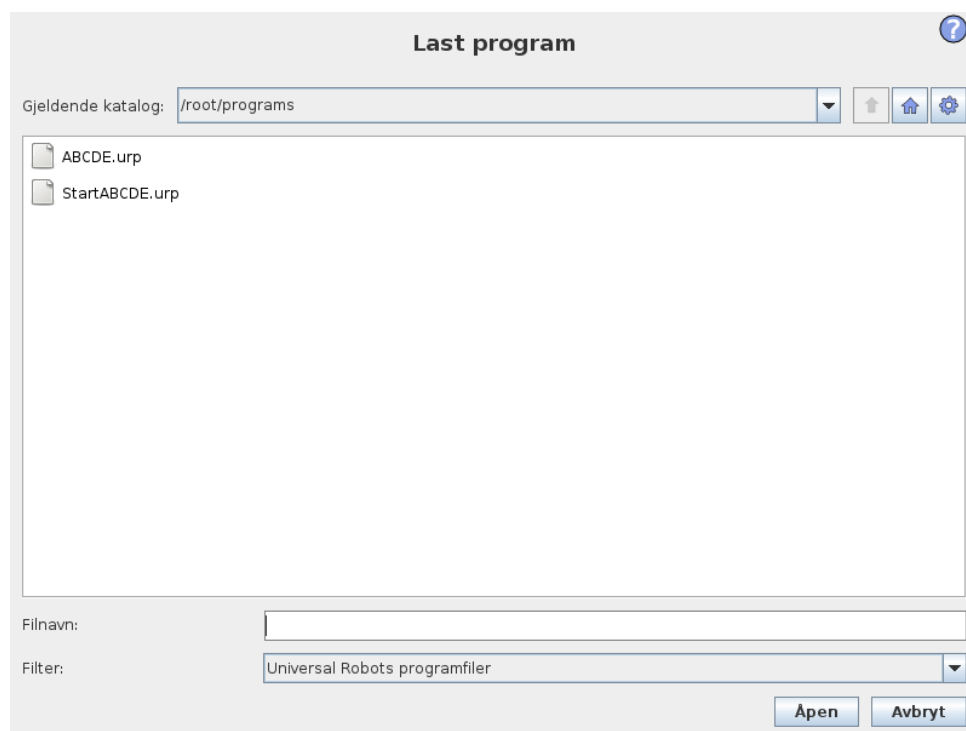 Last program
?
Gjeldende katalog: /root/programs
ABCDE.urp
StartABCDE.urp
Filnavn:
Filter: Universal Robots programfiler
Åpen Avbryt